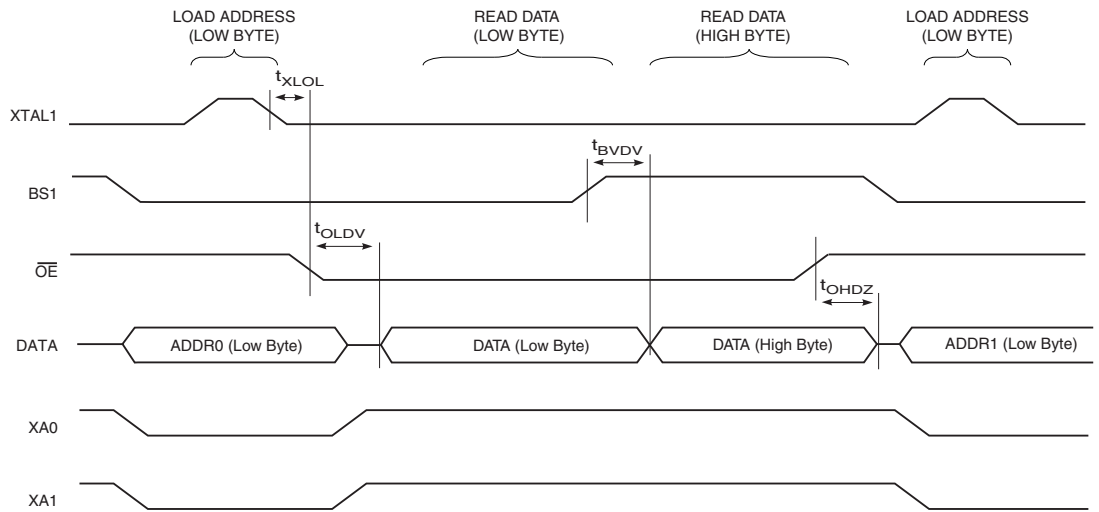 LOAD ADDRESS
(LOW BYTE)
READ DATA
(LOW BYTE)
READ DATA
(HIGH BYTE)
LOAD ADDRESS
(LOW BYTE)
tXLOL
XTAL1
tBVDV
BS1
tOLDV
OE
tOHDZ
DATA
ADDR0 (Low Byte)
DATA (Low Byte)
DATA (High Byte)
ADDR1 (Low Byte)
XA0
XA1